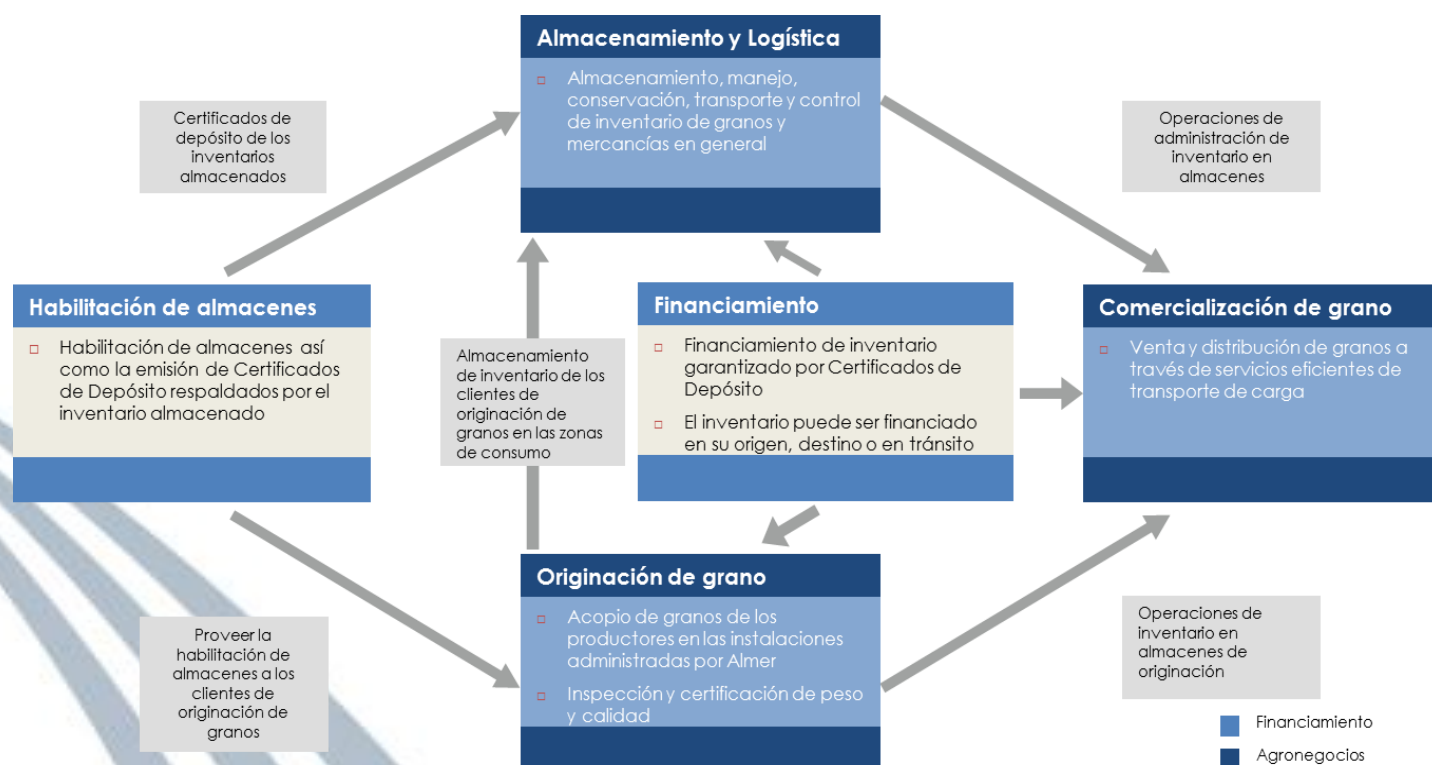 Almacenamiento y Logística
Almacenamiento, manejo,
conservación, transporte y control
de inventario de granos y
mercancías en general
Certificados de
depósito de los
inventarios
almacenados
Operaciones de
administración de
inventario en
almacenes
Habilitación de almacenes
Habilitación de almacenes así
como la emisión de Certificados
de Depósito respaldados por el
inventario almacenado
Almacenamiento
de inventario de los
clientes de
originación de
granos en las zonas
de consumo
Financiamiento
Financiamiento de inventario
garantizado por Certificados de
Depósito
El inventario puede ser financiado
en su origen, destino o en tránsito
Comercialización de grano
Venta y distribución de granos a
través de servicios eficientes de
transporte de carga
Originación de grano
Acopio de granos de los
productores en las instalaciones
administradas por Almer
Inspección y certificación de peso
y calidad
Proveer la
habilitación de
almacenes a los
clientes de
originación de
granos
Operaciones de
inventario en
almacenes de
originación
Financiamiento
Agronegocios